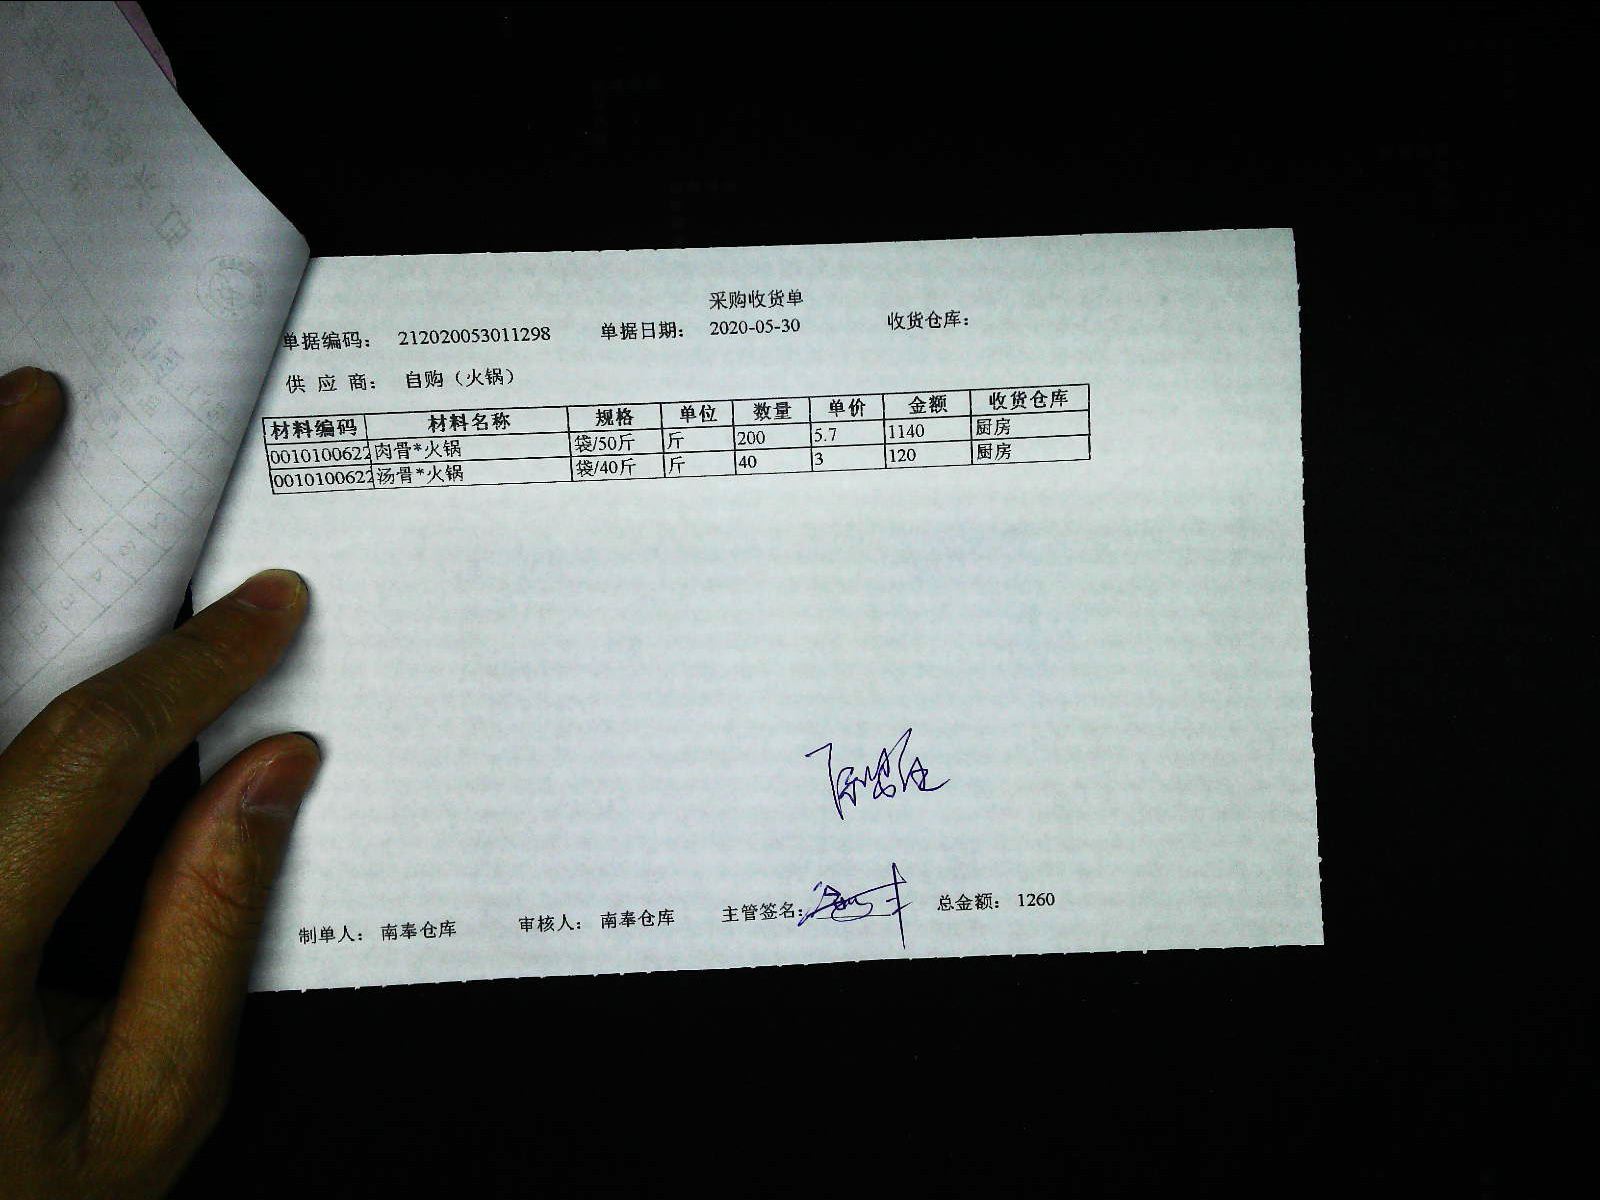 采购收货单
单据编码： 212020053011298 单据日期： 2020-05-30 收货仓库：
供 应 商： 自购（火锅）
材料编码 材料名称 规格 单位 数量 单价 金额 收货仓库
0010100622 肉骨*火锅 袋/50斤 斤 200 5.7 1140 厨房
0010100622 汤骨*火锅 袋/40斤 斤 40 3 120 厨房
制单人： 南奉仓库 审核人： 南奉仓库 主管签名： 总金额： 1260